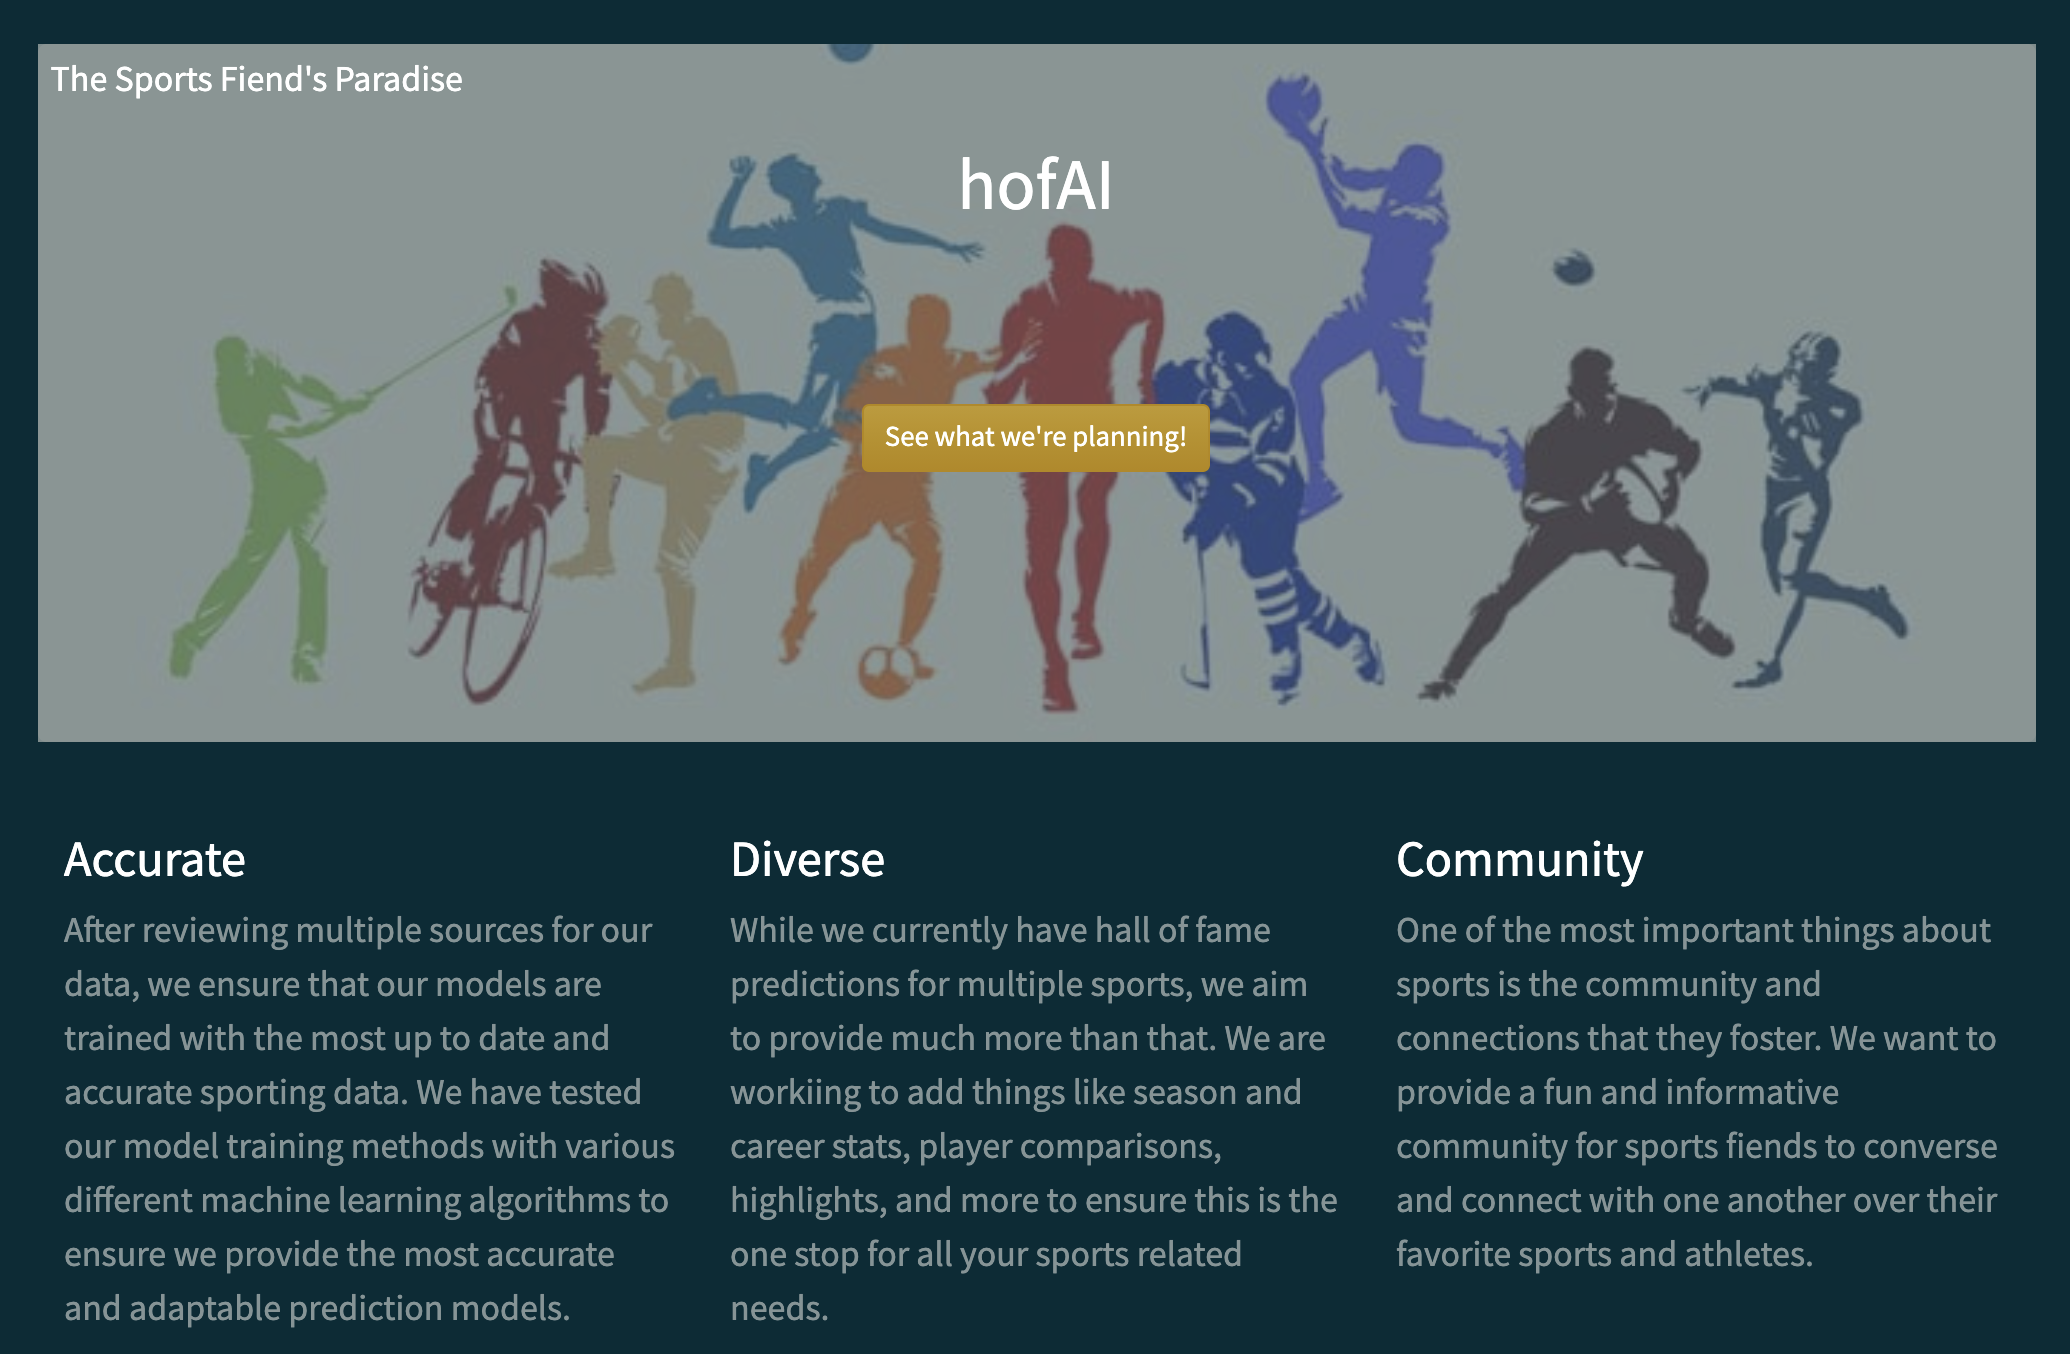 The Sports Fiend's Paradise
hofAI
See what we're planning!
Accurate
After reviewing multiple sources for our
data, we ensure that our models are
trained with the most up to date and
accurate sporting data. We have tested
our model training methods with various
different machine learning algorithms to
ensure we provide the most accurate
and adaptable prediction models.
Diverse
While we currently have hall of fame
predictions for multiple sports, we aim
to provide much more than that. We are
workiing to add things like season and
career stats, player comparisons,
highlights, and more to ensure this is the
one stop for all your sports related
needs.
Community
One of the most important things about
sports is the community and
connections that they foster. We want to
provide a fun and informative
community for sports fiends to converse
and connect with one another over their
favorite sports and athletes.